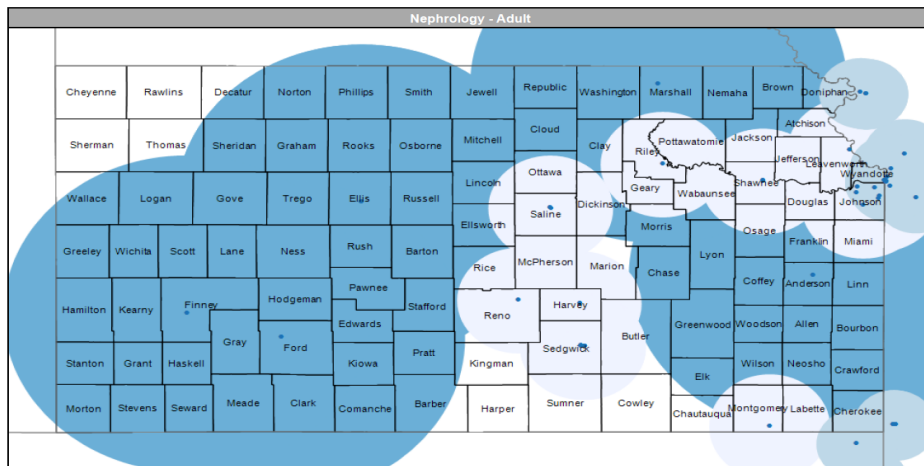 Nephrology - Adult
Cheyenne Rawlins Decatur Norton Phillips Smith Jewell Republic Washington Marshall Nemaha Brown Doniphan
Atchison
Sherman Thomas Sheridan Graham Rooks Osborne Mitchell Cloud Clay Riley Pottawatomie Jackson Jefferson Leavenworth
Wyandotte
Ottawa
Lincoln Geary Wabaunsee Shawnee
Wallace Logan Gove Trego Ellis Russell Dickinson Douglas Johnson
Saline
Ellsworth Morris Osage
Greeley Wichita Scott Lane Ness Rush Barton Lyon Franklin Miami
Rice McPherson Marion Chase
Pawnee Coffey Anderson Linn
Hamilton Kearny Finney Hodgeman Stafford Reno Harvey
Gray Ford Edwards Butler Greenwood Woodson Allen Bourbon
Sedgwick
Stanton Grant Haskell Kiowa Pratt Kingman Elk Wilson Neosho Crawford
Morton Stevens Seward Meade Clark Comanche Barber Harper Sumner Cowley Chautauqua Montgomery Labette Cherokee